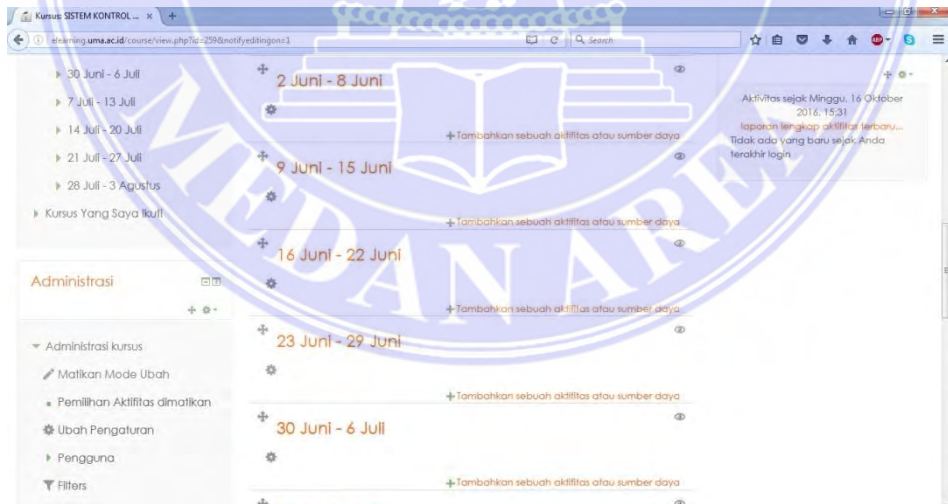 Kursus: SISTEM KONTROL ...
elearning.uma.ac.id/course/view.php?id=259&notifyeditingon=1
Search
30 Juni - 6 Juli
7 Juli - 13 Juli
14 Juli - 20 Juli
21 Juli - 27 Juli
28 Juli - 3 Agustus
Kursus Yang Saya Ikuti
Administrasi
Administrasi kursus
Matikan Mode Ubah
Pemilihan Aktifitas dimatikan
Ubah Pengaturan
Pengguna
Filters
2 Juni - 8 Juni
Tambahkan sebuah aktifitas atau sumber daya
9 Juni - 15 Juni
Tambahkan sebuah aktifitas atau sumber daya
16 Juni - 22 Juni
Tambahkan sebuah aktifitas atau sumber daya
23 Juni - 29 Juni
Tambahkan sebuah aktifitas atau sumber daya
30 Juni - 6 Juli
Tambahkan sebuah aktifitas atau sumber daya
Aktivitas sejak Minggu, 16 Oktober
2016, 15:31
laporan lengkap aktifitas terbaru...
Tidak ada yang baru sejak Anda
terakhir login
MEDAN AREA